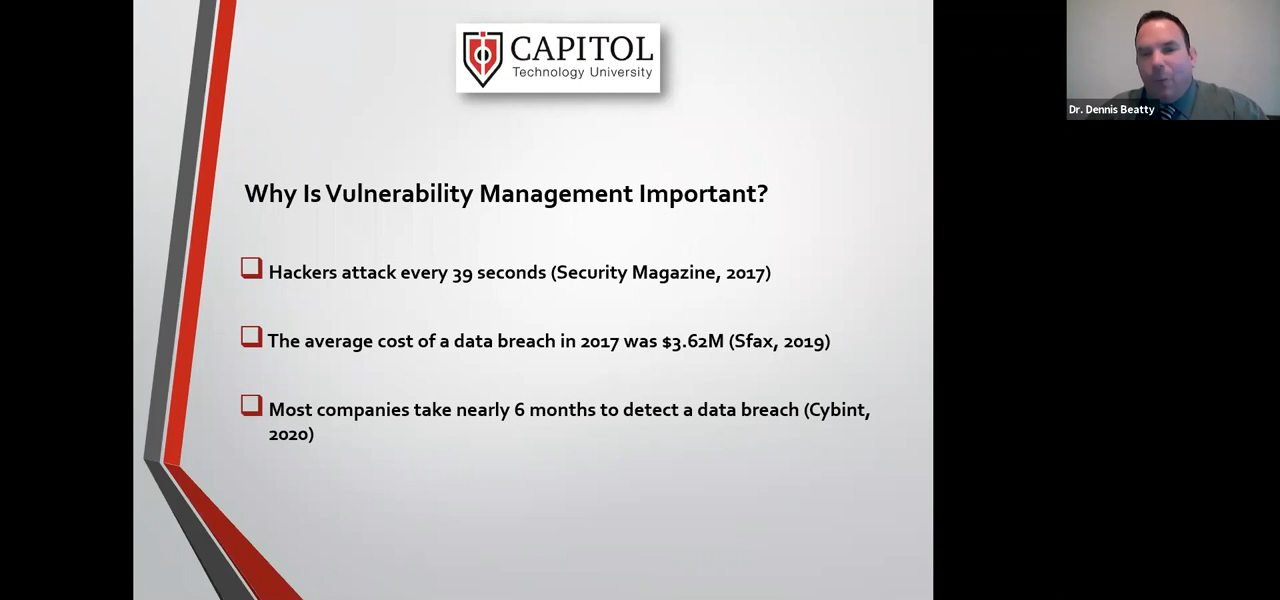 CAPITOL
Technology University
Dr. Dennis Beatty
Why Is Vulnerability Management Important?
Hackers attack every 39 seconds (Security Magazine, 2017)
The average cost of a data breach in 2017 was $3.62M (Sfax, 2019)
Most companies take nearly 6 months to detect a data breach (Cybint,
2020)